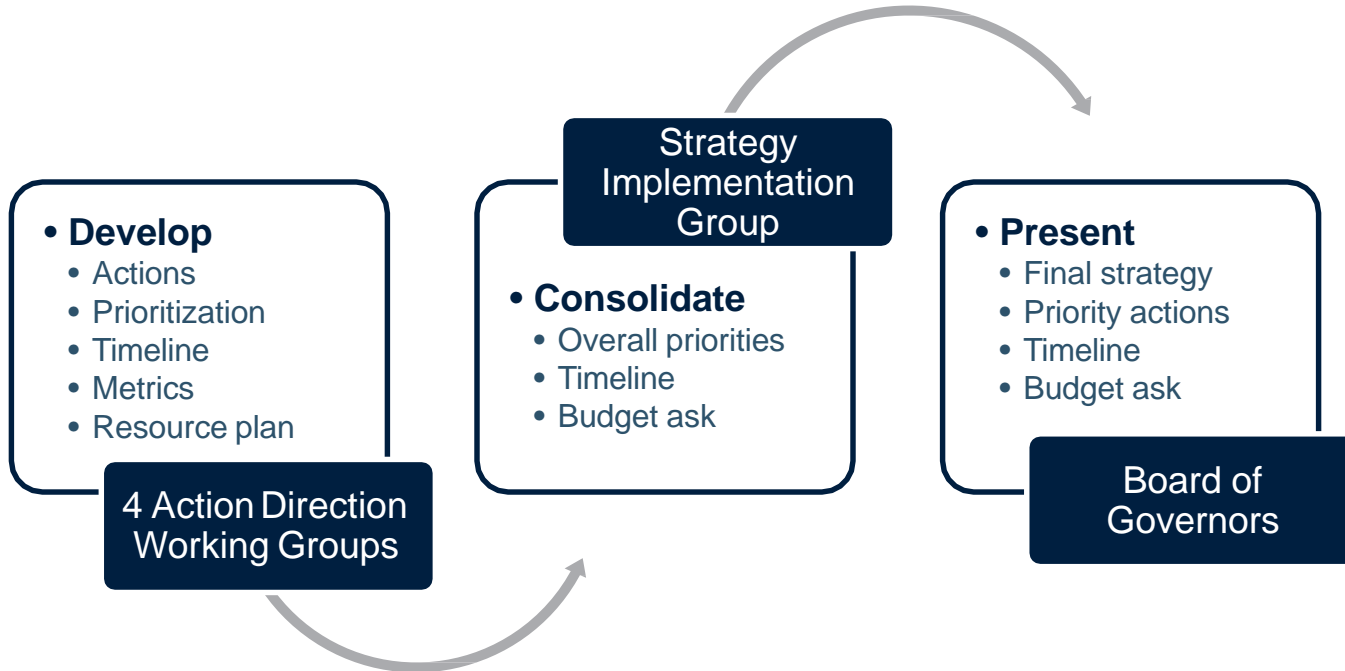 • Develop
• Actions
• Prioritization
• Timeline
• Metrics
• Resource plan
4 Action Direction
Working Groups
Strategy
Implementation
Group
• Consolidate
• Overall priorities
• Timeline
• Budget ask
• Present
• Final strategy
• Priority actions
• Timeline
• Budget ask
Board of
Governors